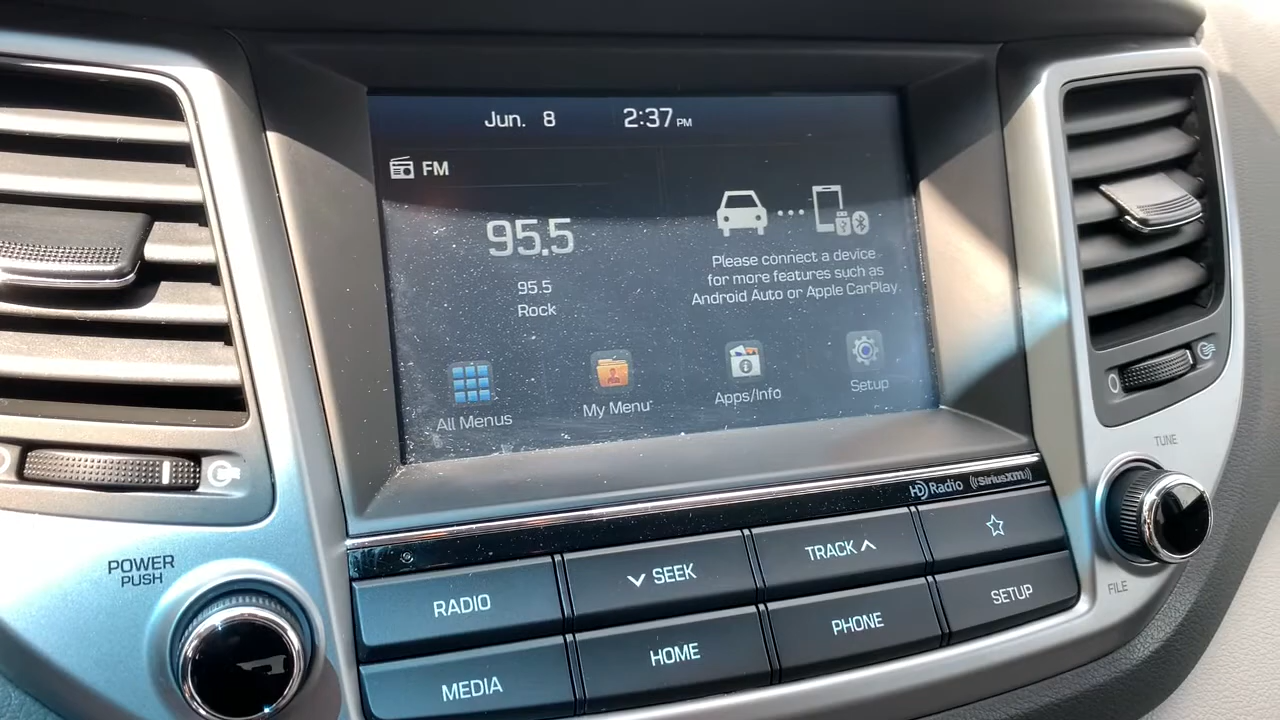 Jun. 8 2:37 PM
FM
95.5
95.5
Rock
Please connect a device
for more features such as
Android Auto or Apple CarPlay.
All Menus
My Menu
Apps/Info
Setup
HD Radio ((SiriusXM))
TUNE
FILE
POWER
PUSH
RADIO
SEEK
TRACK
MEDIA
HOME
PHONE
SETUP